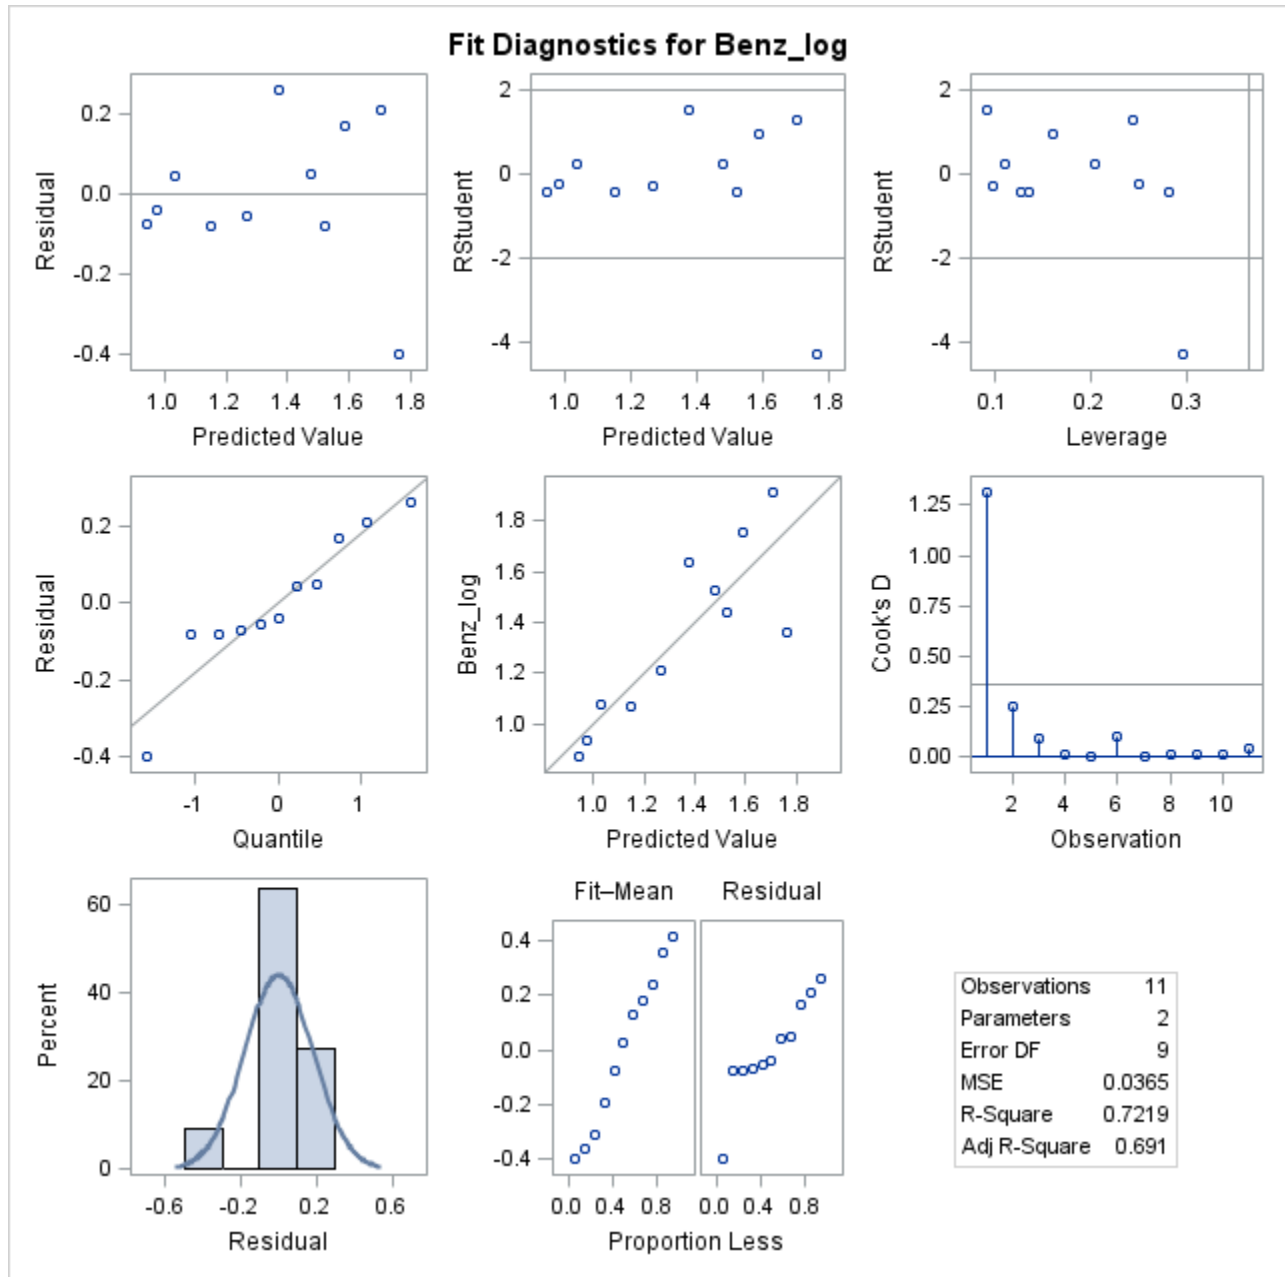 Fit Diagnostics for Benz_log
Residual
0.2
0.0
-0.2
-0.4
1.0 1.2 1.4 1.6 1.8
Predicted Value
RStudent
2
0
-2
-4
1.0 1.2 1.4 1.6 1.8
Predicted Value
RStudent
2
0
-2
-4
0.1 0.2 0.3
Leverage
Residual
0.2
0.0
-0.2
-0.4
-1 0 1
Quantile
Benz_log
1.8
1.6
1.4
1.2
1.0
1.0 1.2 1.4 1.6 1.8
Predicted Value
Cook's D
1.25
1.00
0.75
0.50
0.25
0.00
2 4 6 8 10
Observation
Percent
60
40
20
0
-0.6 -0.2 0.2 0.6
Residual
Fit–Mean Residual
0.4
0.2
0.0
-0.2
-0.4
0.0 0.4 0.8 0.0 0.4 0.8
Proportion Less
Observations 11
Parameters 2
Error DF 9
MSE 0.0365
R-Square 0.7219
Adj R-Square 0.691